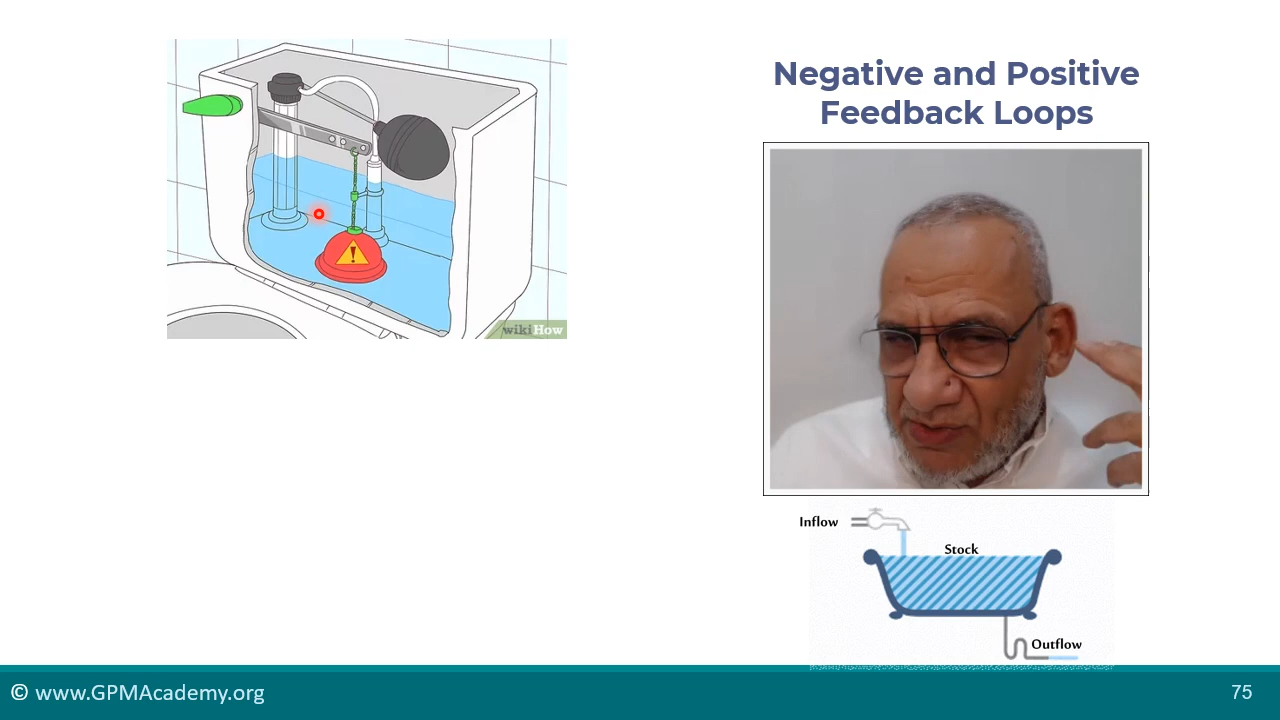 Negative and Positive
Feedback Loops
!
wikiHow
Inflow
Stock
Outflow
© www.GPMAcademy.org
75